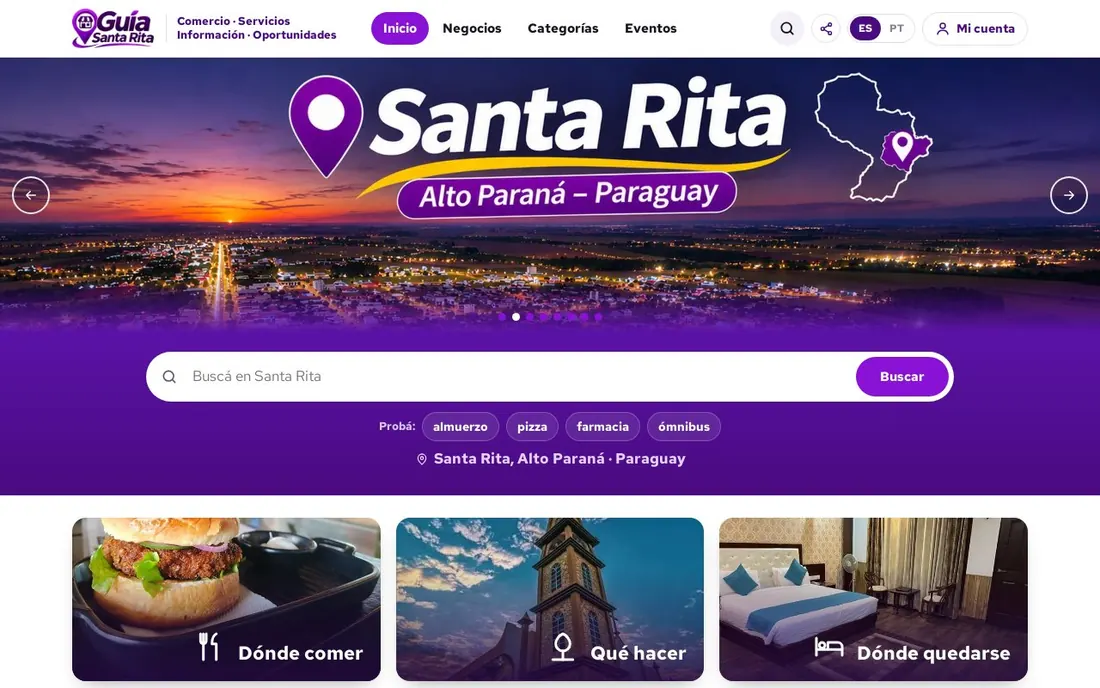 Guía
Santa Rita
Comercio · Servicios
Información · Oportunidades
Inicio
Negocios
Categorías
Eventos
ES
PT
Mi cuenta
Santa Rita
Alto Paraná – Paraguay
Buscá en Santa Rita
Buscar
Probá:
almuerzo
pizza
farmacia
ómnibus
Santa Rita, Alto Paraná · Paraguay
Dónde comer
Qué hacer
Dónde quedarse